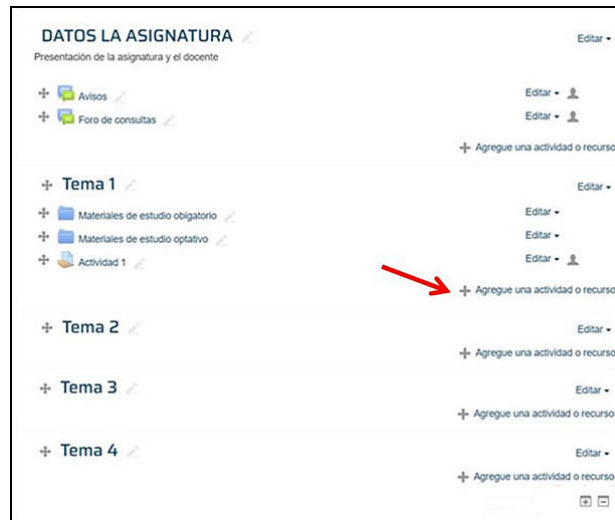 DATOS LA ASIGNATURA Editar
Presentación de la asignatura y el docente
Avisos Editar
Foro de consultas Editar
Agregue una actividad o recurso
Tema 1 Editar
Materiales de estudio obigatorio Editar
Materiales de estudio optativo Editar
Actividad 1 Editar
Agregue una actividad o recurso
Tema 2 Editar
Agregue una actividad o recurso
Tema 3 Editar
Agregue una actividad o recurso
Tema 4 Editar
Agregue una actividad o recurso